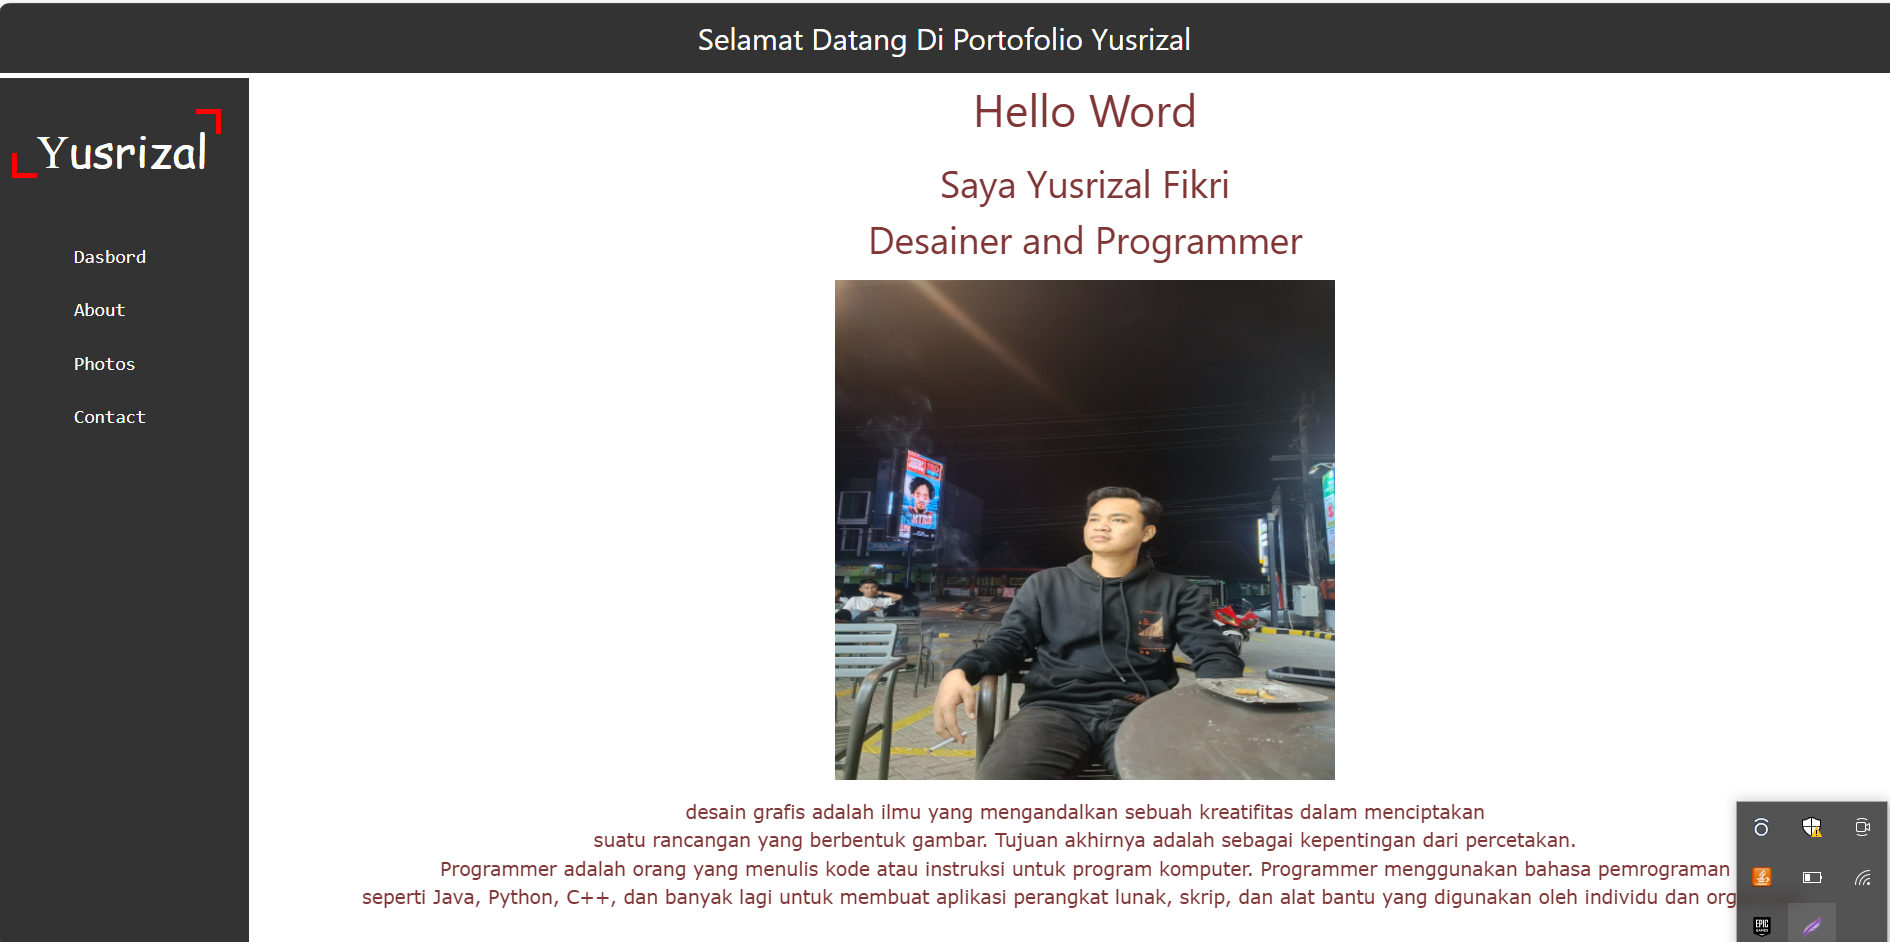 Selamat Datang Di Portofolio Yusrizal
Yusrizal
Dasbord
About
Photos
Contact
Hello Word
Saya Yusrizal Fikri
Desainer and Programmer
desain grafis adalah ilmu yang mengandalkan sebuah kreatifitas dalam menciptakan
suatu rancangan yang berbentuk gambar. Tujuan akhirnya adalah sebagai kepentingan dari percetakan.
Programmer adalah orang yang menulis kode atau instruksi untuk program komputer. Programmer menggunakan bahasa pemrograman
seperti Java, Python, C++, dan banyak lagi untuk membuat aplikasi perangkat lunak, skrip, dan alat bantu yang digunakan oleh individu dan org
EPIC
GAMES